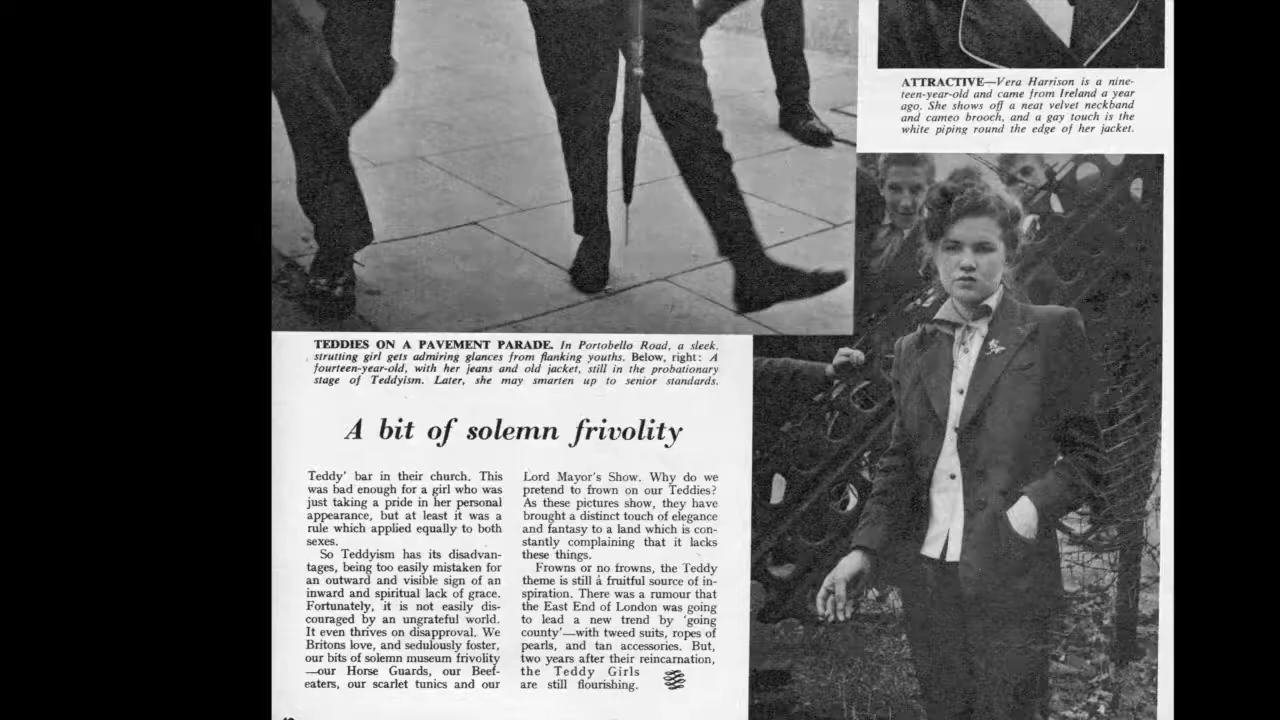 ATTRACTIVE—Vera Harrison is a nine-
teen-year-old and came from Ireland a year
ago. She shows off a neat velvet neckband
and cameo brooch, and a gay touch is the
white piping round the edge of her jacket.
TEDDIES ON A PAVEMENT PARADE. In Portobello Road, a sleek,
strutting girl gets admiring glances from flanking youths. Below, right: A
fourteen-year-old, with her jeans and old jacket, still in the probationary
stage of Teddyism. Later, she may smarten up to senior standards.
A bit of solemn frivolity
Teddy' bar in their church. This
was bad enough for a girl who was
just taking a pride in her personal
appearance, but at least it was a
rule which applied equally to both
sexes.
So Teddyism has its disadvan-
tages, being too easily mistaken for
an outward and visible sign of an
inward and spiritual lack of grace.
Fortunately, it is not easily dis-
couraged by an ungrateful world.
It even thrives on disapproval. We
Britons love, and sedulously foster,
our bits of solemn museum frivolity
—our Horse Guards, our Beef-
eaters, our scarlet tunics and our
Lord Mayor's Show. Why do we
pretend to frown on our Teddies?
As these pictures show, they have
brought a distinct touch of elegance
and fantasy to a land which is con-
stantly complaining that it lacks
these things.
Frowns or no frowns, the Teddy
theme is still a fruitful source of in-
spiration. There was a rumour that
the East End of London was going
to lead a new trend by 'going
county'—with tweed suits, ropes of
pearls, and tan accessories. But,
two years after their reincarnation,
the Teddy Girls
are still flourishing.